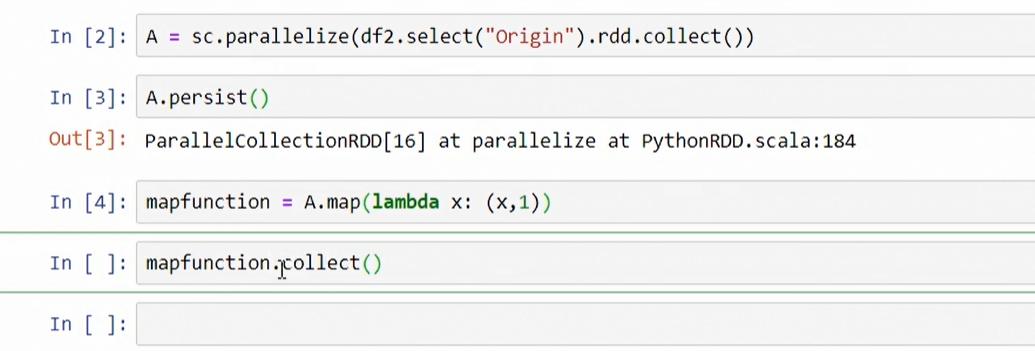 In [2]: A = sc.parallelize(df2.select("Origin").rdd.collect())
In [3]: A.persist()
Out[3]: ParallelCollectionRDD[16] at parallelize at PythonRDD.scala:184
In [4]: mapfunction = A.map(lambda x: (x,1))
In [ ]: mapfunction.collect()
In [ ]: